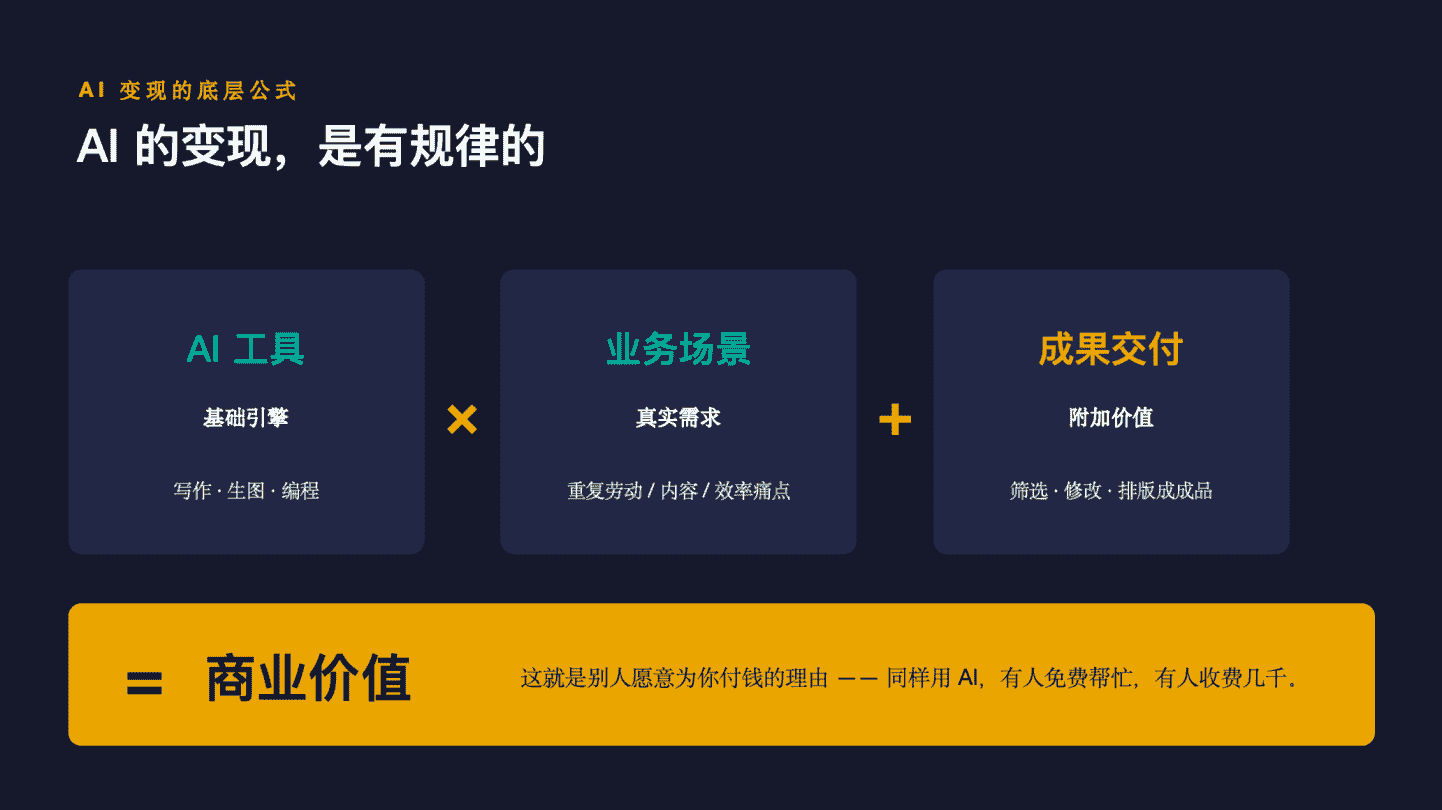 AI 变现的底层公式
AI 的变现，是有规律的
AI 工具
基础引擎
写作 · 生图 · 编程
×
业务场景
真实需求
重复劳动 / 内容 / 效率痛点
+
成果交付
附加价值
筛选 · 修改 · 排版成成品
= 商业价值
这就是别人愿意为你付钱的理由 —— 同样用 AI，有人免费帮忙，有人收费几千。